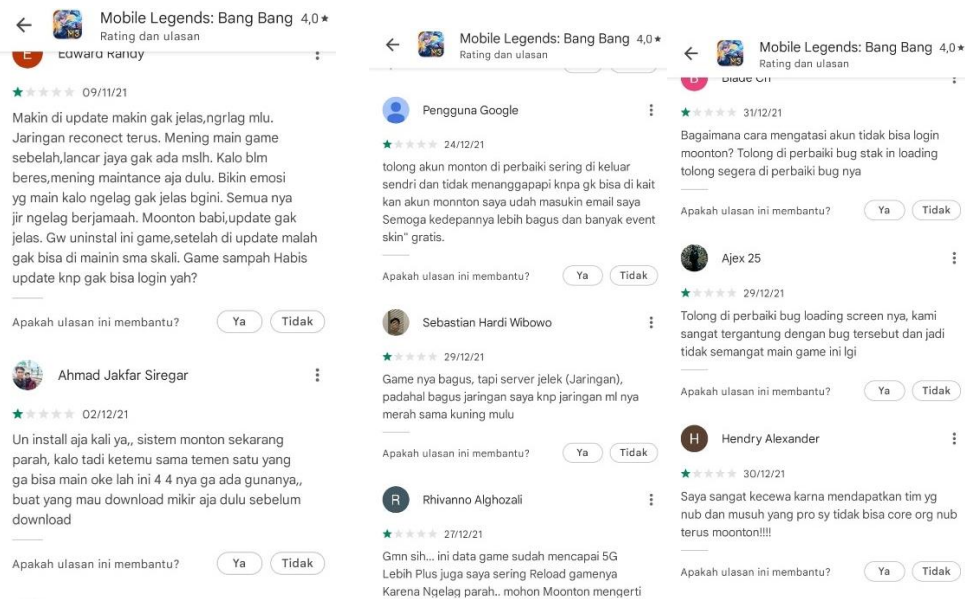 Mobile Legends: Bang Bang 4,0★
Rating dan ulasan
Edward Randy
09/11/21
Makin di update makin gak jelas,ngrlag mlu.
Jaringan reconect terus. Mening main game
sebelah,lancar jaya gak ada mslh. Kalo blm
beres,mening maintance aja dulu. Bikin emosi
yg main kalo ngelag gak jelas bgini. Semua nya
jir ngelag berjamaah. Moonton babi,update gak
jelas. Gw uninstal ini game,setelah di update malah
gak bisa di mainin sma skali. Game sampah Habis
update knp gak bisa login yah?
Apakah ulasan ini membantu? Ya Tidak
Ahmad Jakfar Siregar
02/12/21
Un install aja kali ya,, sistem monton sekarang
parah, kalo tadi ketemu sama temen satu yang
ga bisa main oke lah ini 4 4 nya ga ada gunanya,,
buat yang mau download mikir aja dulu sebelum
download
Apakah ulasan ini membantu? Ya Tidak
Mobile Legends: Bang Bang 4,0★
Rating dan ulasan
Pengguna Google
24/12/21
tolong akun monton di perbaiki sering di keluar
sendri dan tidak menanggapapi knpa gk bisa di kait
kan akun monnton saya udah masukin email saya
Semoga kedepannya lebih bagus dan banyak event
skin" gratis.
Apakah ulasan ini membantu? Ya Tidak
Sebastian Hardi Wibowo
29/12/21
Game nya bagus, tapi server jelek (Jaringan),
padahal bagus jaringan saya knp jaringan ml nya
merah sama kuning mulu
Apakah ulasan ini membantu? Ya Tidak
R Rhivanno Alghozali
27/12/21
Gmn sih... ini data game sudah mencapai 5G
Lebih Plus juga saya sering Reload gamenya
Karena Ngelag parah.. mohon Moonton mengerti
Mobile Legends: Bang Bang 4,0★
Rating dan ulasan
Blade Ch
31/12/21
Bagaimana cara mengatasi akun tidak bisa login
moonton? Tolong di perbaiki bug stak in loading
tolong segera di perbaiki bug nya
Apakah ulasan ini membantu? Ya Tidak
Ajex 25
29/12/21
Tolong di perbaiki bug loading screen nya, kami
sangat tergantung dengan bug tersebut dan jadi
tidak semangat main game ini lgi
Apakah ulasan ini membantu? Ya Tidak
H Hendry Alexander
30/12/21
Saya sangat kecewa karna mendapatkan tim yg
nub dan musuh yang pro sy tidak bisa core org nub
terus moonton!!!!
Apakah ulasan ini membantu? Ya Tidak